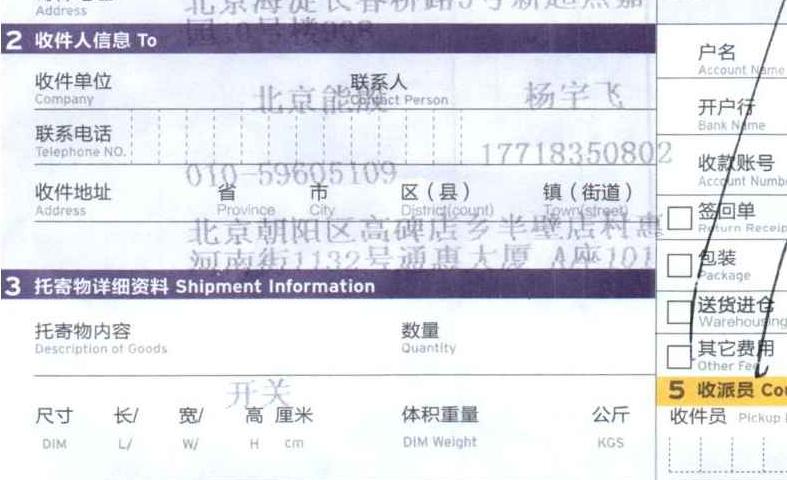 Address
北京海淀长春桥路5号新起点嘉
园10号楼908
2 收件人信息 To
户名
Account Name
收件单位 联系人
Company Contact Person
北京能 杨宇飞
开户行
Bank Name
联系电话
Telephone NO.
17718350802
010-59605109
收款账号
Account Numb
收件地址 省 市 区（县） 镇（街道）
Address Province City District(count) Town(street)
签回单
Return Receip
北京朝阳区高碑店乡半壁店村惠
河南街1132号通惠大厦 A座101
包装
Package
3 托寄物详细资料 Shipment Information
送货进仓
Warehousing
托寄物内容 数量
Description of Goods Quantity
其它费用
Other Fee
开关
5 收派员 Cou
尺寸 长/ 宽/ 高 厘米 体积重量 公斤
DIM L/ W/ H cm DIM Weight KGS
收件员 Pickup